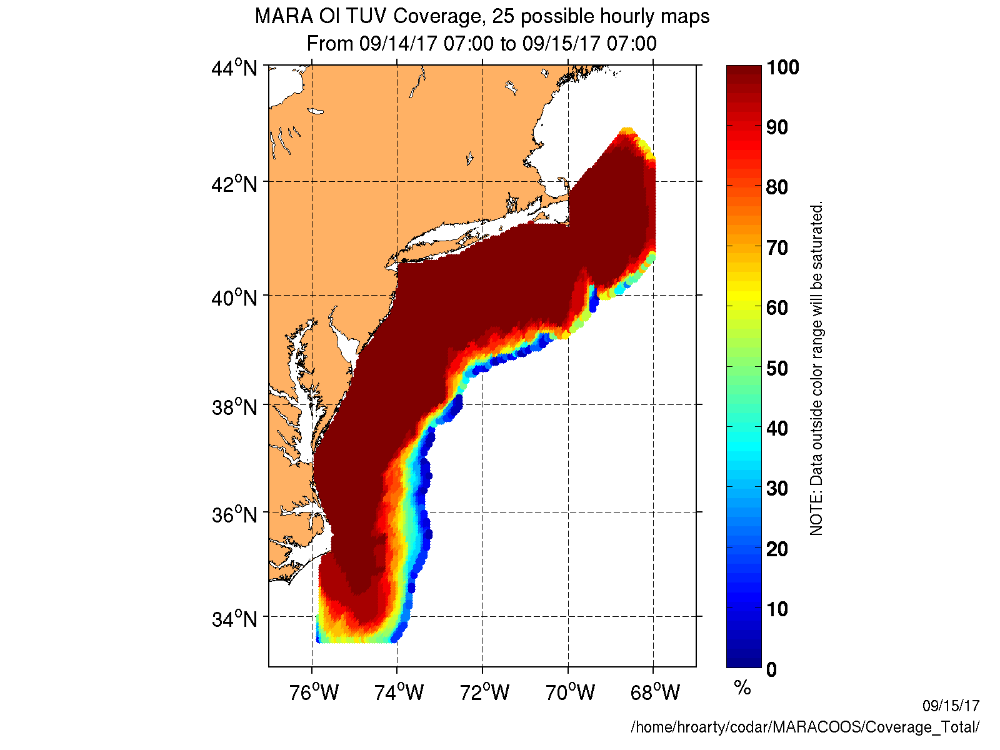 MARA OI TUV Coverage, 25 possible hourly maps
From 09/14/17 07:00 to 09/15/17 07:00
44°N
42°N
40°N
38°N
36°N
34°N
76°W
74°W
72°W
70°W
68°W
100
90
80
70
60
50
40
30
20
10
0
%
NOTE: Data outside color range will be saturated.
09/15/17
/home/hroarty/codar/MARACOOS/Coverage_Total/